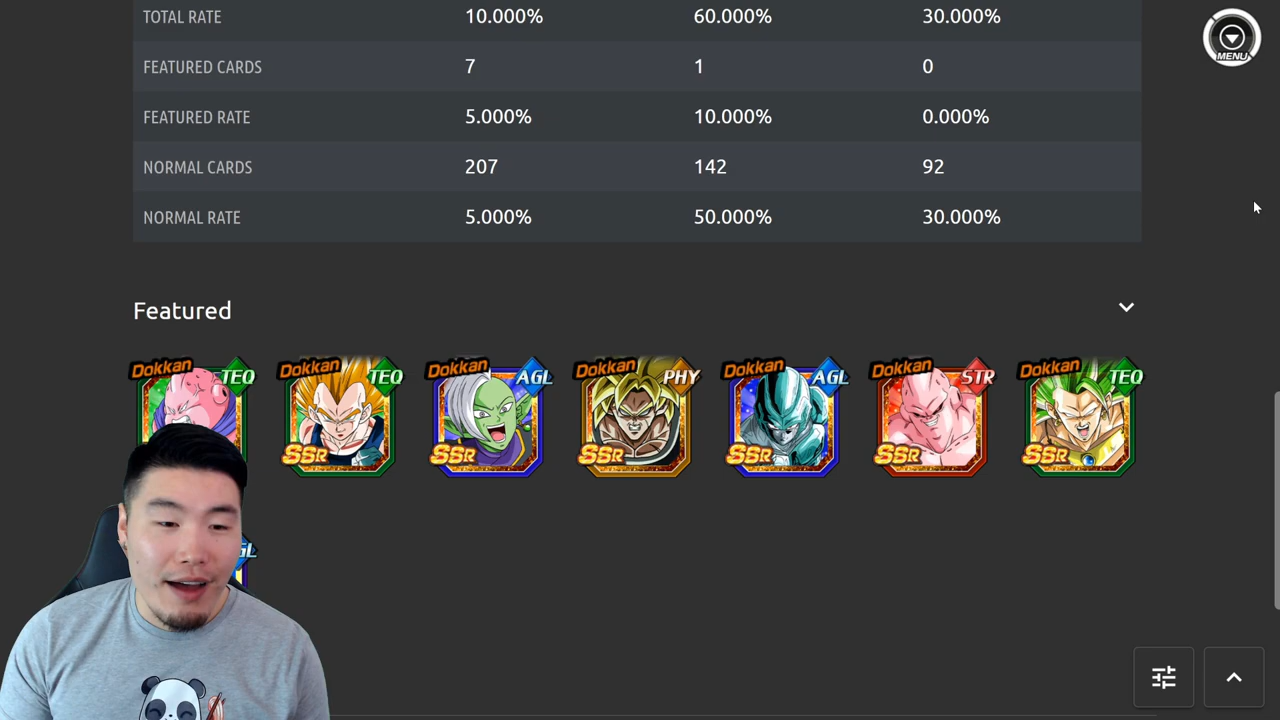 TOTAL RATE 10.000% 60.000% 30.000%
MENU
FEATURED CARDS 7 1 0
FEATURED RATE 5.000% 10.000% 0.000%
NORMAL CARDS 207 142 92
NORMAL RATE 5.000% 50.000% 30.000%
Featured
Dokkan TEQ Dokkan TEQ Dokkan AGL Dokkan PHY Dokkan AGL Dokkan STR Dokkan TEQ
SSR SSR SSR SSR SSR SSR